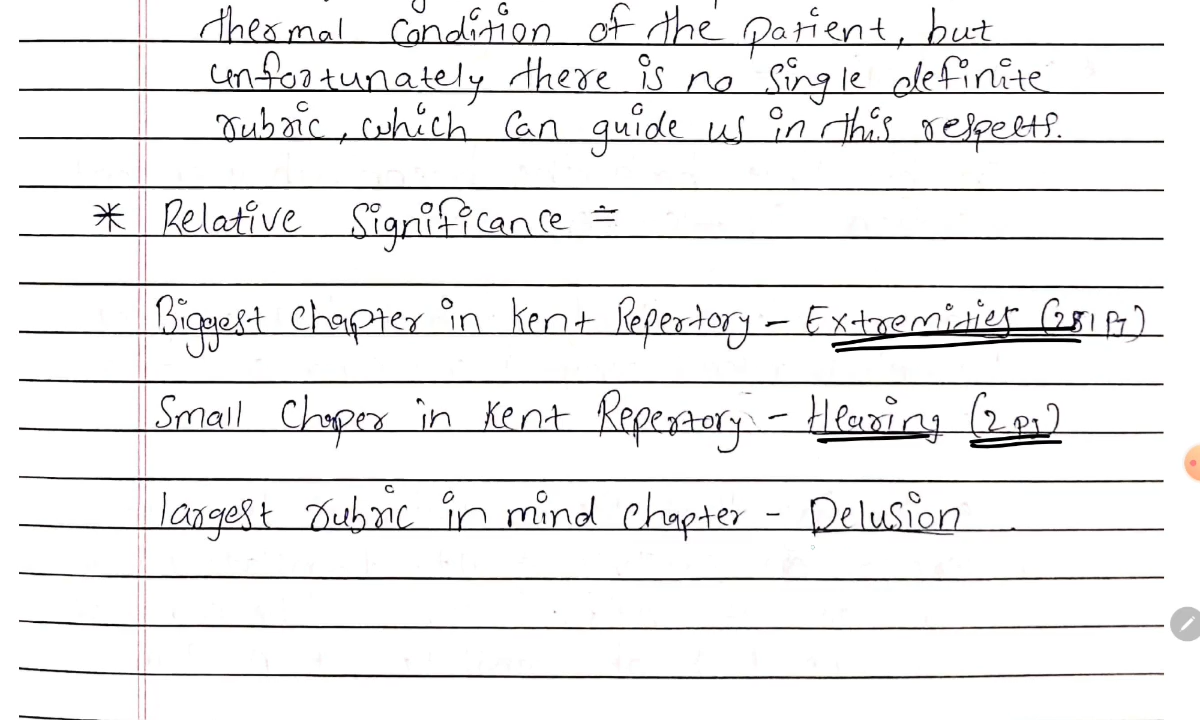 thermal condition of the patient, but
unfortunately there is no single definite
rubric, which can guide us in this respects.
* Relative Significance =
Biggest chapter in Kent Repertory - Extremities (281 Pg)
Small Chaper in Kent Repertory - Hearing (2 pg)
largest rubric in mind chapter - Delusion